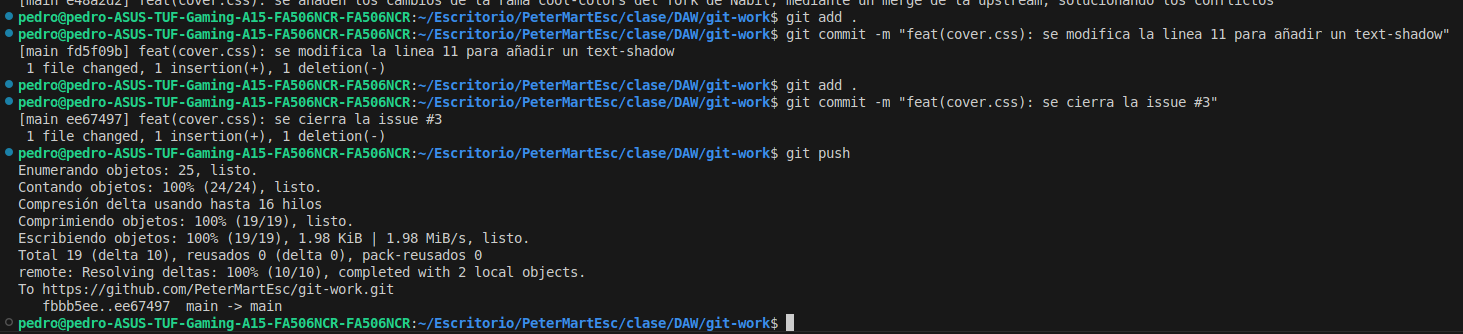 [main e48a2d2] feat(cover.css): se añaden los cambios de la rama cool-colors del fork de Nabil, mediante un merge de la upstream, solucionando los conflictos
pedro@pedro-ASUS-TUF-Gaming-A15-FA506NCR-FA506NCR:~/Escritorio/PeterMartEsc/clase/DAW/git-work$ git add .
pedro@pedro-ASUS-TUF-Gaming-A15-FA506NCR-FA506NCR:~/Escritorio/PeterMartEsc/clase/DAW/git-work$ git commit -m "feat(cover.css): se modifica la linea 11 para añadir un text-shadow"
[main fd5f09b] feat(cover.css): se modifica la linea 11 para añadir un text-shadow
1 file changed, 1 insertion(+), 1 deletion(-)
pedro@pedro-ASUS-TUF-Gaming-A15-FA506NCR-FA506NCR:~/Escritorio/PeterMartEsc/clase/DAW/git-work$ git add .
pedro@pedro-ASUS-TUF-Gaming-A15-FA506NCR-FA506NCR:~/Escritorio/PeterMartEsc/clase/DAW/git-work$ git commit -m "feat(cover.css): se cierra la issue #3"
[main ee67497] feat(cover.css): se cierra la issue #3
1 file changed, 1 insertion(+), 1 deletion(-)
pedro@pedro-ASUS-TUF-Gaming-A15-FA506NCR-FA506NCR:~/Escritorio/PeterMartEsc/clase/DAW/git-work$ git push
Enumerando objetos: 25, listo.
Contando objetos: 100% (24/24), listo.
Compresión delta usando hasta 16 hilos
Comprimiendo objetos: 100% (19/19), listo.
Escribiendo objetos: 100% (19/19), 1.98 KiB | 1.98 MiB/s, listo.
Total 19 (delta 10), reusados 0 (delta 0), pack-reusados 0
remote: Resolving deltas: 100% (10/10), completed with 2 local objects.
To https://github.com/PeterMartEsc/git-work.git
fbbb5ee..ee67497  main -> main
pedro@pedro-ASUS-TUF-Gaming-A15-FA506NCR-FA506NCR:~/Escritorio/PeterMartEsc/clase/DAW/git-work$